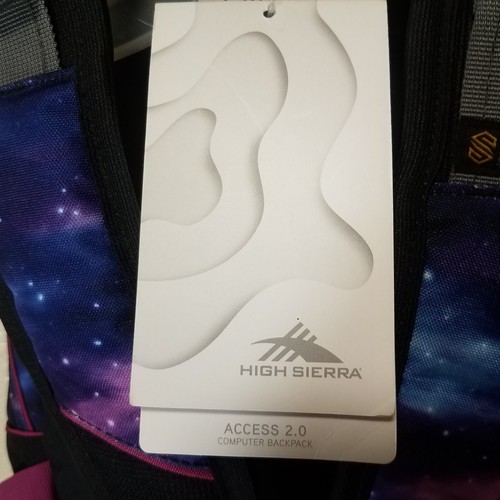 HIGH SIERRA
ACCESS 2.0
COMPUTER BACKPACK